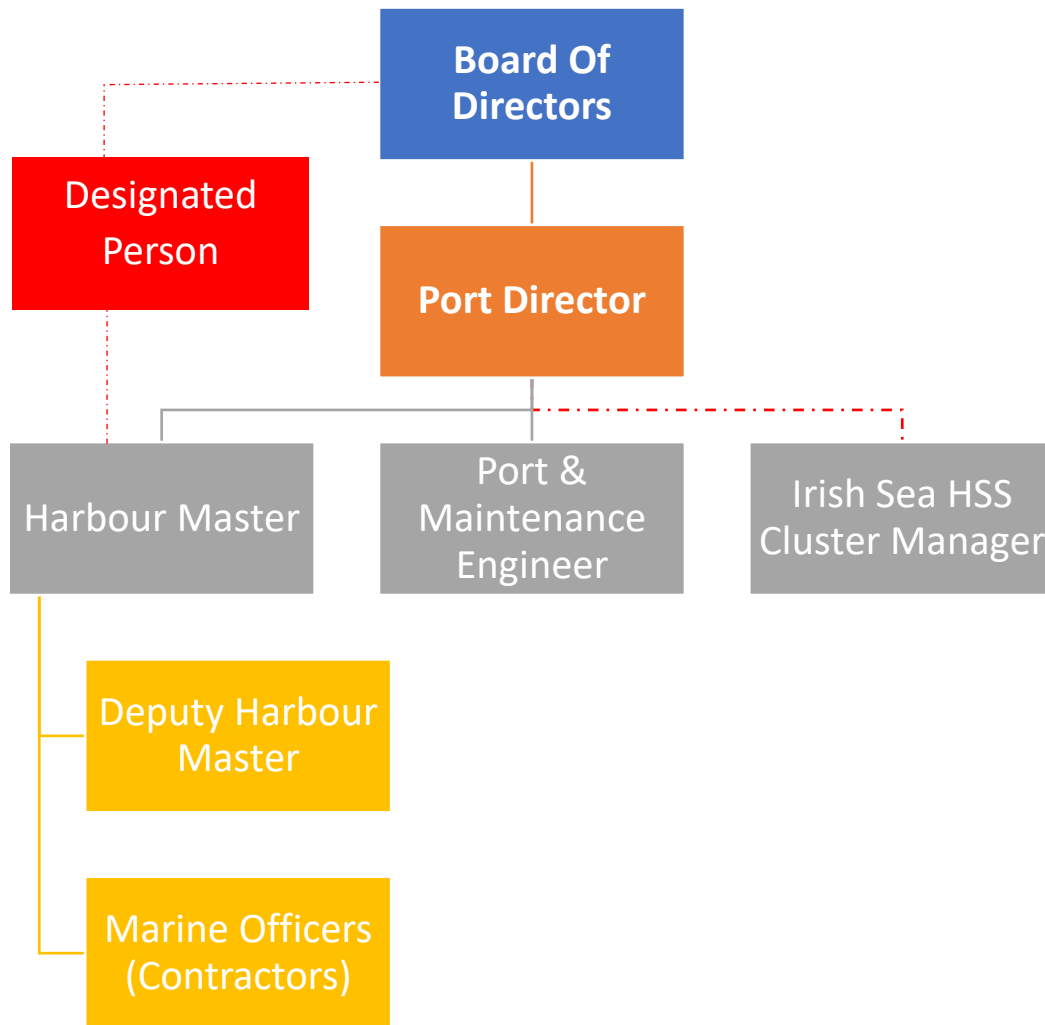 Board Of
Directors
Designated
Person
Port Director
Harbour Master
Port &
Maintenance
Engineer
Irish Sea HSS
Cluster Manager
Deputy Harbour
Master
Marine Officers
(Contractors)